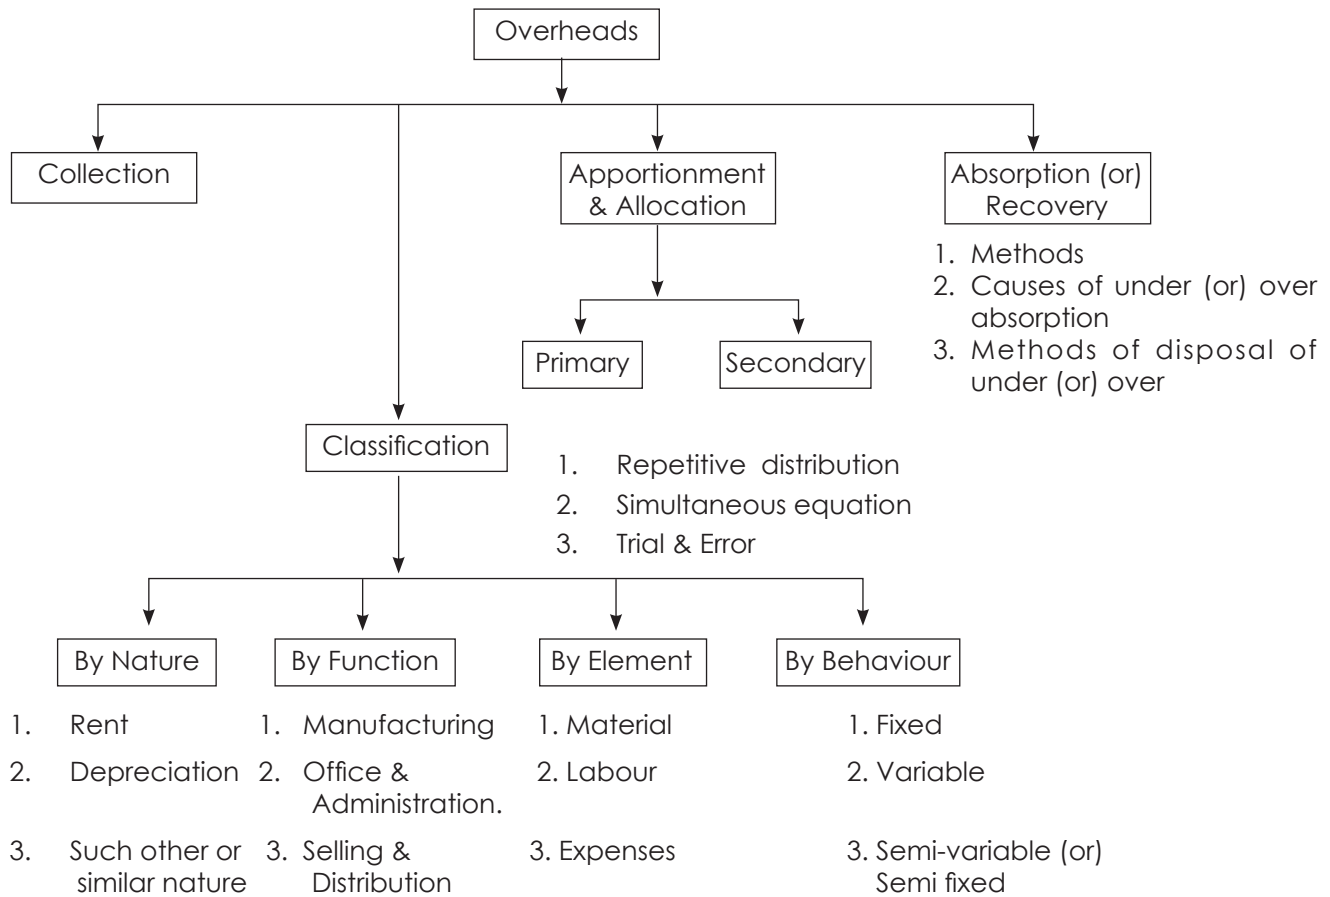 Overheads
Collection
Apportionment
& Allocation
Absorption (or)
Recovery
1. Methods
2. Causes of under (or) over
absorption
3. Methods of disposal of
under (or) over
Primary
Secondary
Classification
1. Repetitive distribution
2. Simultaneous equation
3. Trial & Error
By Nature
By Function
By Element
By Behaviour
1. Rent
2. Depreciation
3. Such other or
similar nature
1. Manufacturing
2. Office &
Administration.
3. Selling &
Distribution
1. Material
2. Labour
3. Expenses
1. Fixed
2. Variable
3. Semi-variable (or)
Semi fixed